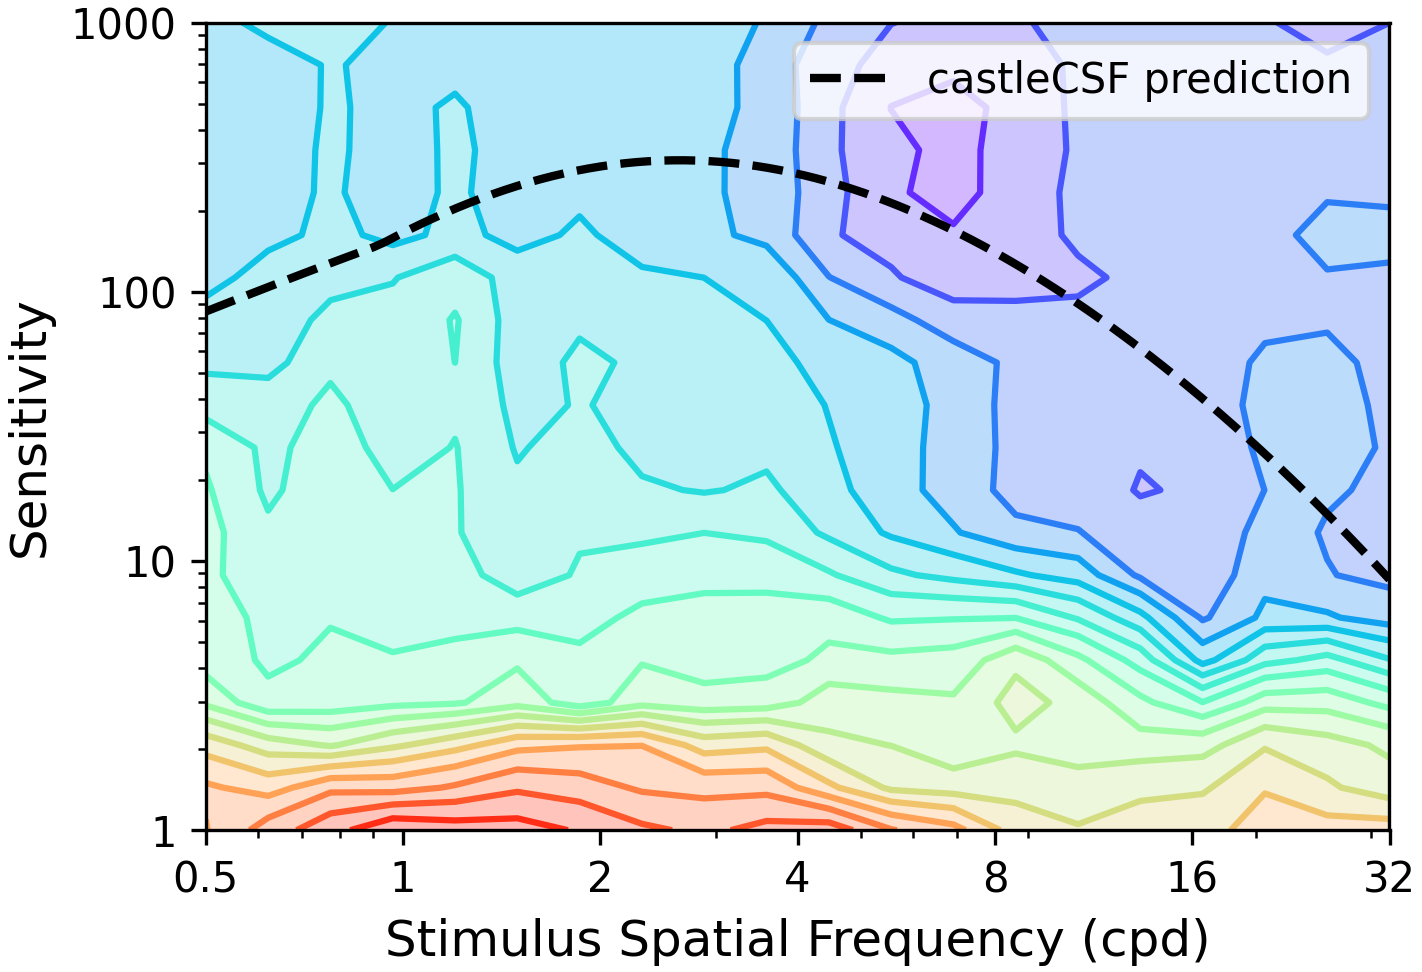 1000
100
10
1
Sensitivity
castleCSF prediction
0.5 1 2 4 8 16 32
Stimulus Spatial Frequency (cpd)